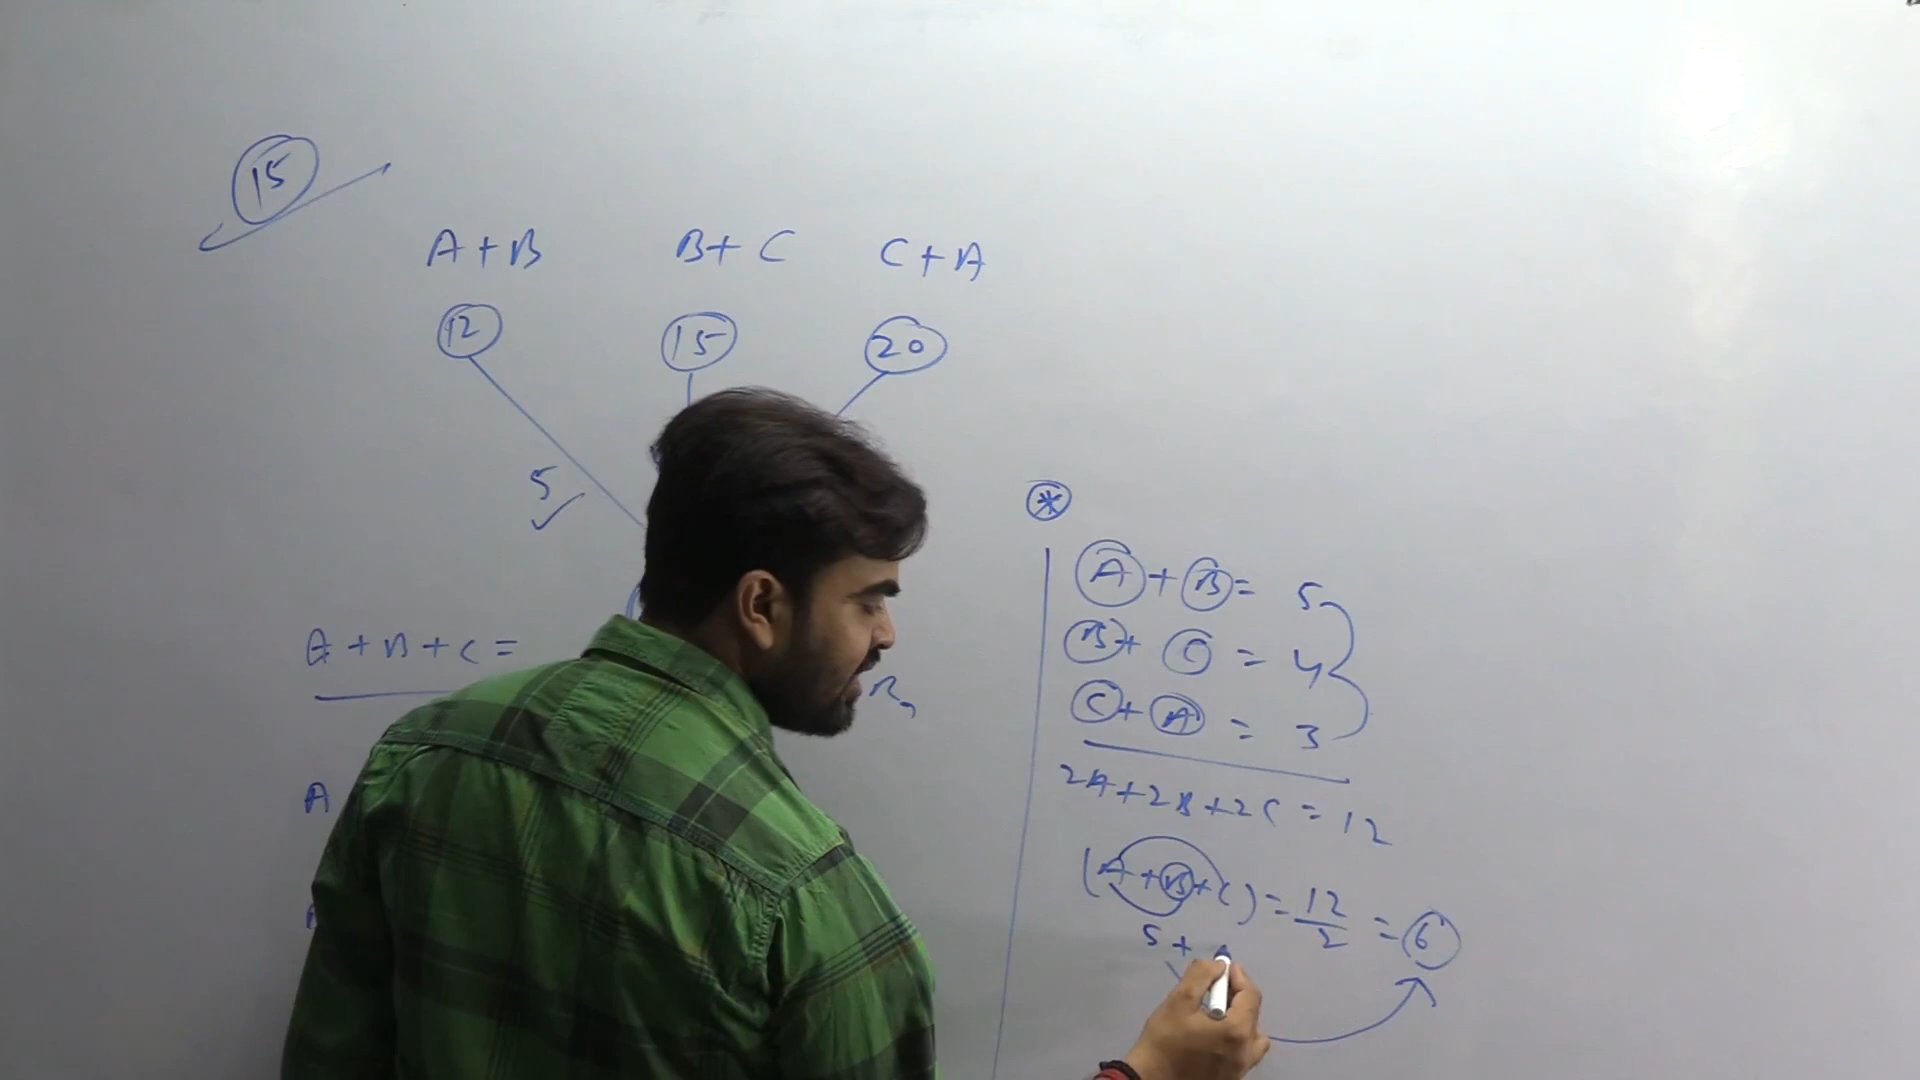 15
A + B B + C C + A
12 15 20
5
A + B + C =
A
*
A + B = 5
B + C = 4
C + A = 3
2A + 2B + 2C = 12
(A + B + C) = 12/2 = 6
5 +